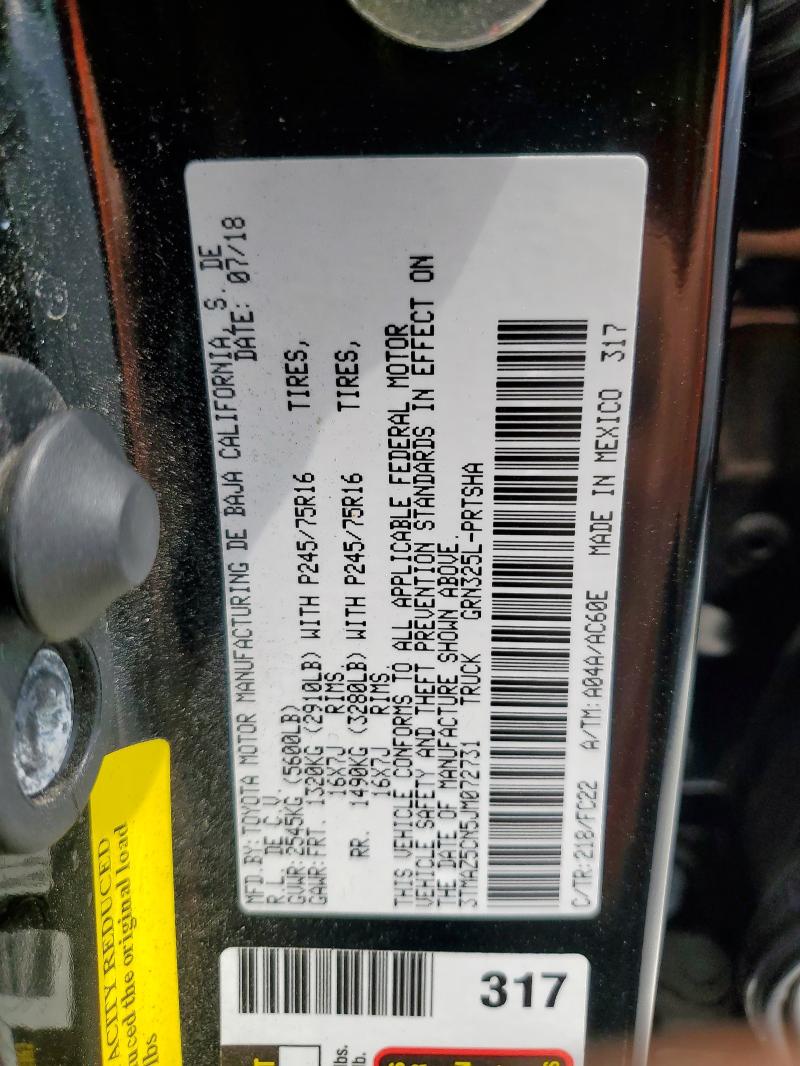 MFD.BY: TOYOTA MOTOR MANUFACTURING DE BAJA CALIFORNIA, S. DE
R.L. DE C.V. DATE: 07/18
GVWR: 2545KG (5600LB)
GAWR: FRT. 1320KG (2910LB) WITH P245/75R16 TIRES,
16X7J RIMS.
RR. 1490KG (3280LB) WITH P245/75R16 TIRES,
16X7J RIMS.
THIS VEHICLE CONFORMS TO ALL APPLICABLE FEDERAL MOTOR
VEHICLE SAFETY AND THEFT PREVENTION STANDARDS IN EFFECT ON
THE DATE OF MANUFACTURE SHOWN ABOVE.
3TMAZ5CN5JM072731 TRUCK GRN325L-PRTSHA
C/TR: 218/FC22 A/TM: A04A/AC60E MADE IN MEXICO 317
317
ACITY REDUCED
uced the original load
lbs
lbs.
lb.